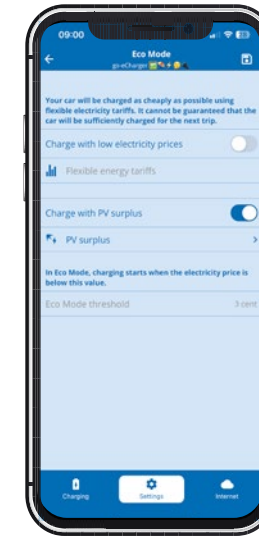 09:00
Eco Mode
go-eCharger
Your car will be charged as cheaply as possible using
flexible electricity tariffs. It cannot be guaranteed that the
car will be sufficiently charged for the next trip.
Charge with low electricity prices
Flexible energy tariffs
Charge with PV surplus
PV surplus
In Eco Mode, charging starts when the electricity price is
below this value.
Eco Mode threshold 3 cent
Charging Settings Internet